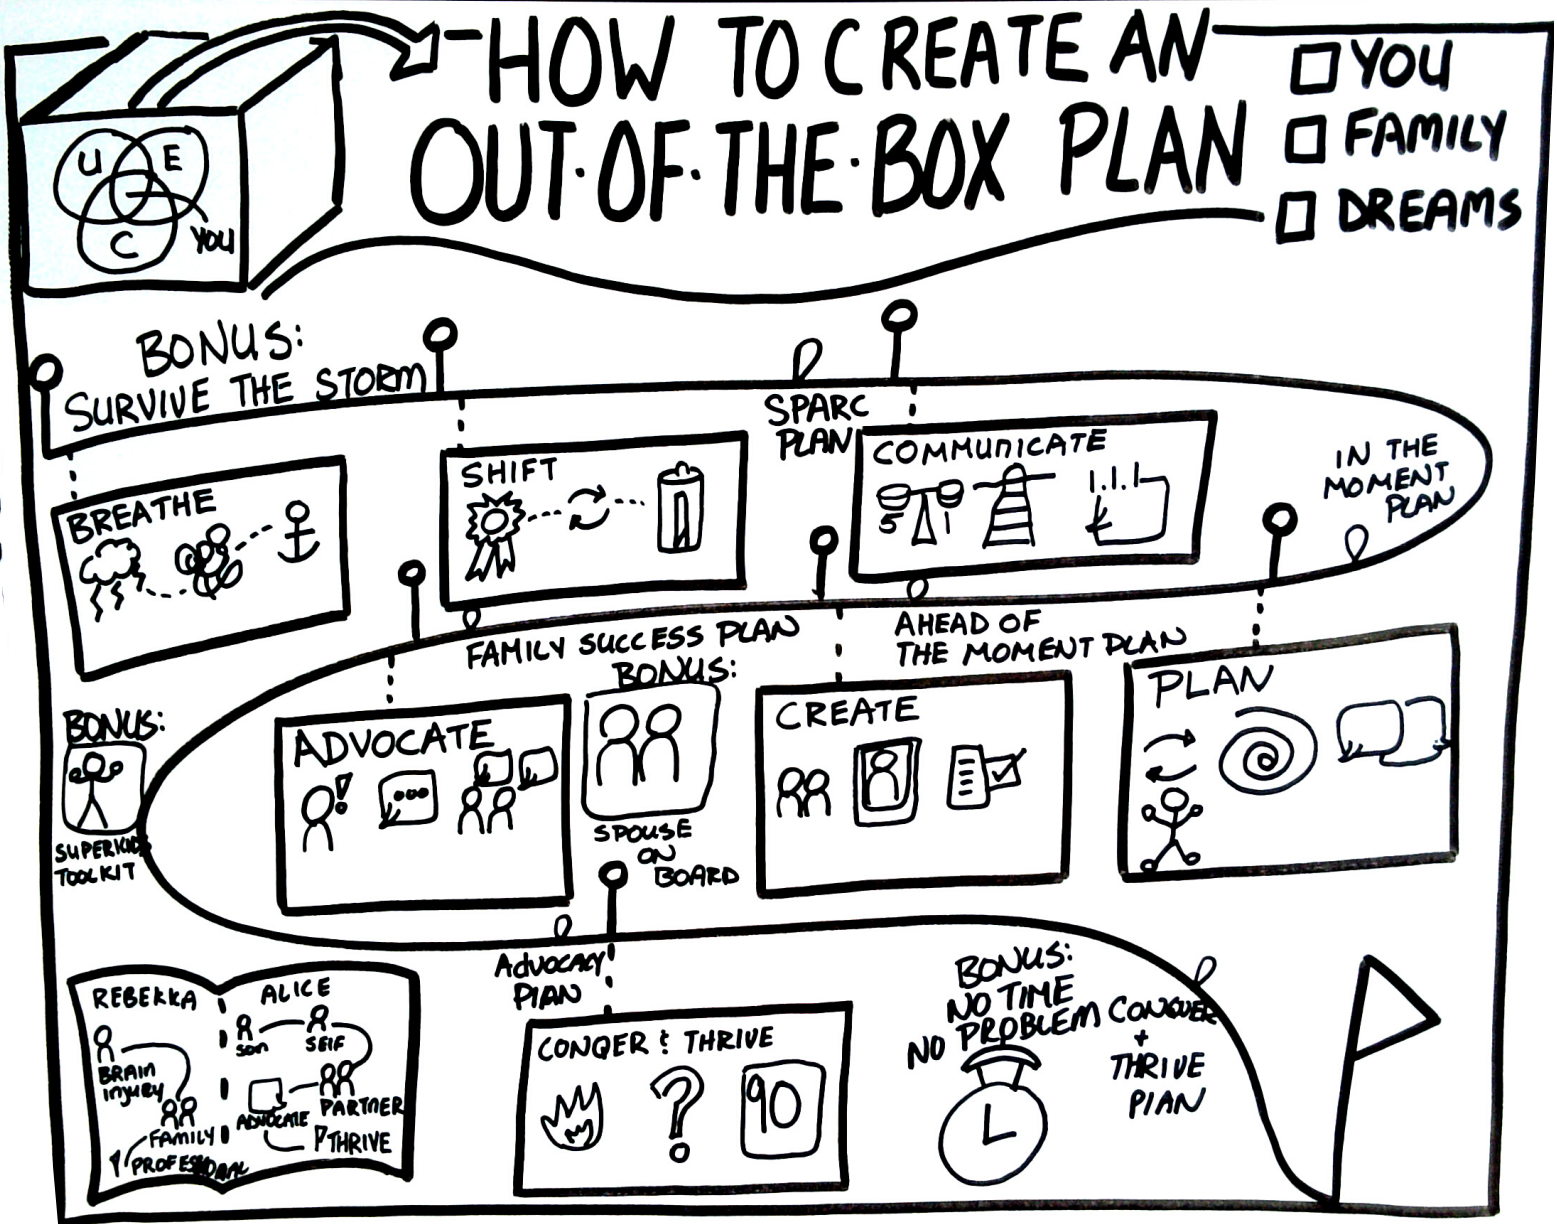 HOW TO CREATE AN
OUT·OF·THE·BOX PLAN
YOU
FAMILY
DREAMS
U E
C
YOU
BONUS:
SURVIVE THE STORM
BREATHE
SHIFT
SPARC
PLAN
COMMUNICATE
5 1
1.1.1
IN THE
MOMENT
PLAN
FAMILY SUCCESS PLAN
AHEAD OF
THE MOMENT PLAN
BONUS:
SUPERKIDS
TOOLKIT
ADVOCATE
!
...
BONUS:
SPOUSE
ON
BOARD
CREATE
PLAN
ADVOCACY
PLAN
REBEKKA
BRAIN
INJURY
FAMILY
PROFESSIONAL
ALICE
SON
SELF
PARTNER
ADVOCATE
THRIVE
CONQER & THRIVE
?
90
BONUS:
NO TIME
NO PROBLEM
CONQUER
+
THRIVE
PLAN